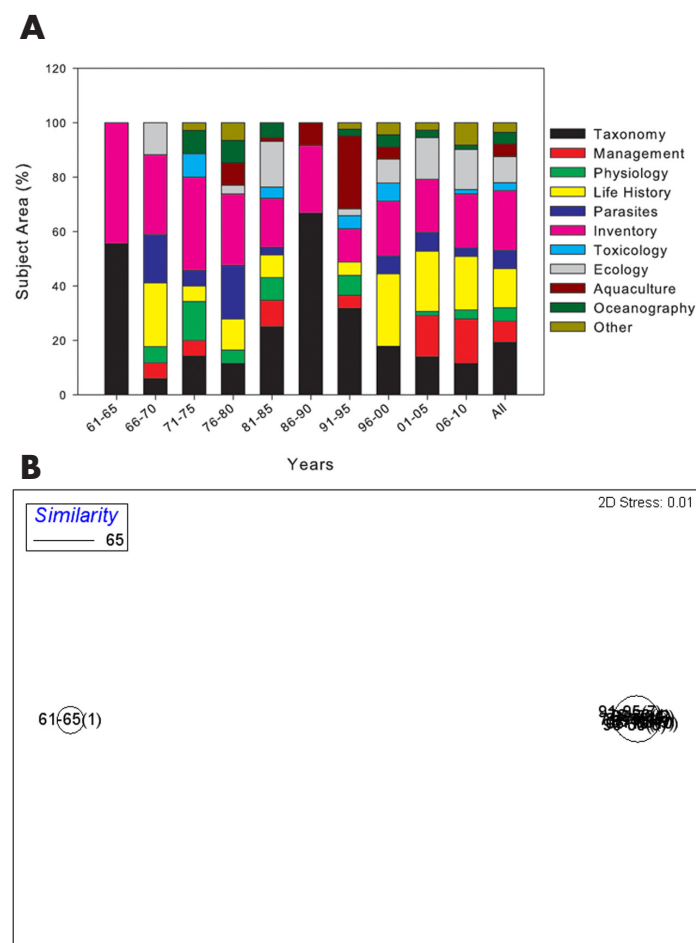 A
120
100
80
60
40
20
0
Subject Area (%)
61-65
66-70
71-75
76-80
81-85
86-90
91-95
96-00
01-05
06-10
All
Years
Taxonomy
Management
Physiology
Life History
Parasites
Inventory
Toxicology
Ecology
Aquaculture
Oceanography
Other
B
Similarity
65
2D Stress: 0.01
61-65(1)
91-95(7)